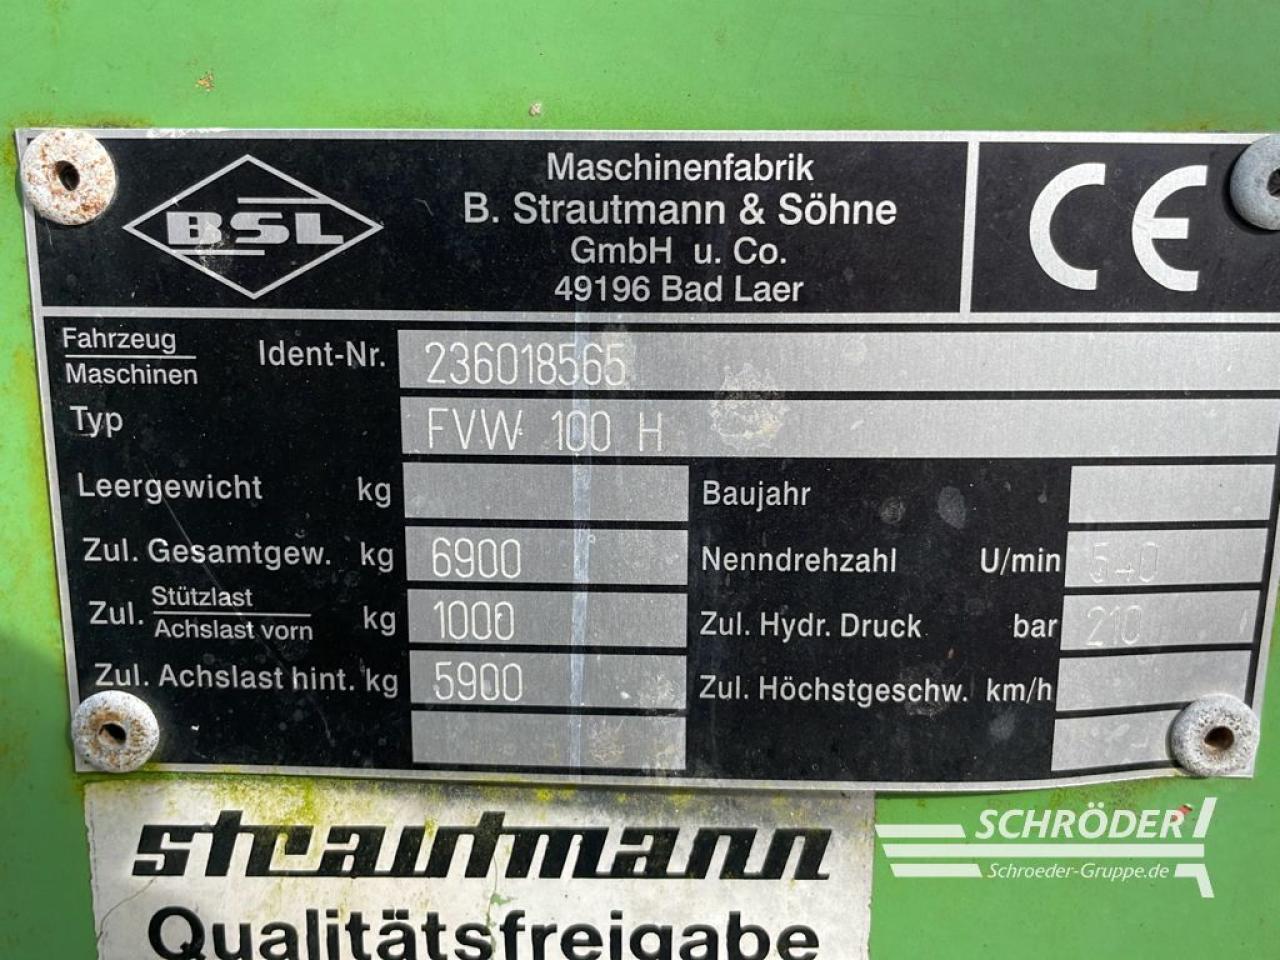 BSL
Maschinenfabrik
B. Strautmann & Söhne
GmbH u. Co.
49196 Bad Laer
CE
Fahrzeug
Maschinen
Ident-Nr.
236018565
Typ
FVW 100 H
Leergewicht kg
Baujahr
Zul. Gesamtgew. kg 6900
Nenndrehzahl U/min 540
Zul. Stützlast
Achslast vorn kg 1000
Zul. Hydr. Druck bar 210
Zul. Achslast hint. kg 5900
Zul. Höchstgeschw. km/h
strautmann
Qualitätsfreigabe
SCHRÖDER
Schroeder-Gruppe.de